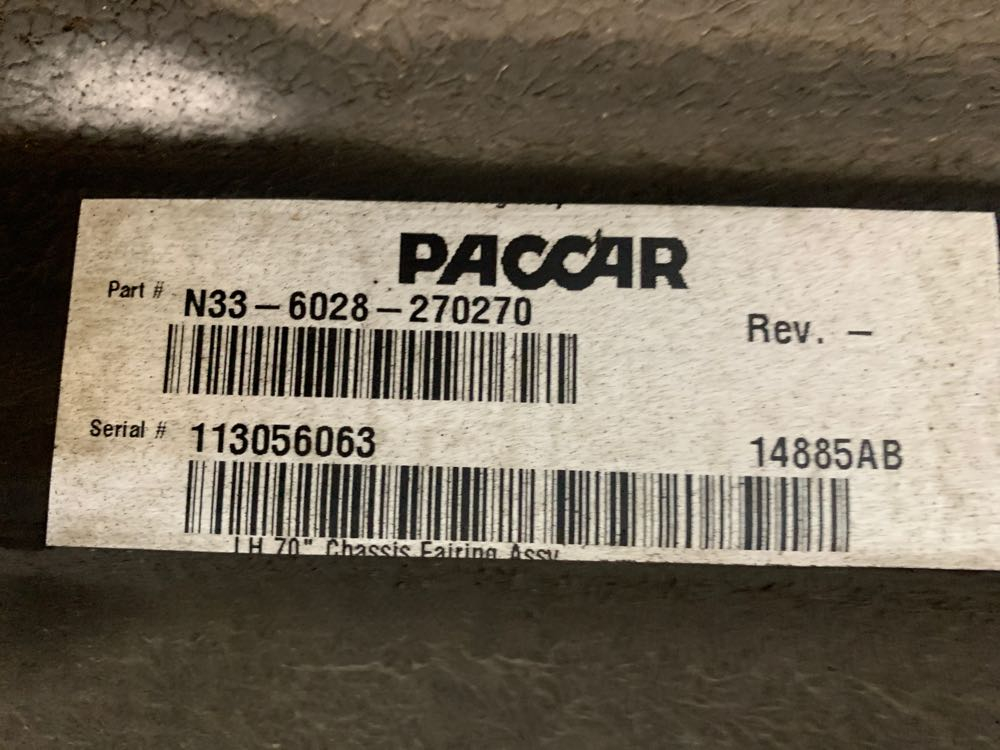 PACCAR
Part # N33-6028-270270
Rev. -
Serial # 113056063
14885AB
LH 70" Chassis Fairing Assy